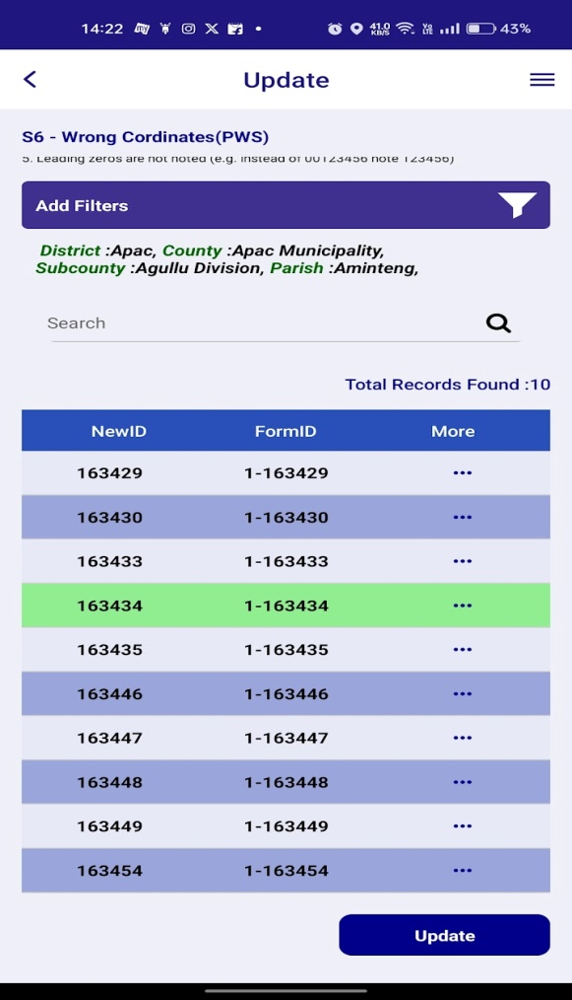 14:22 41.0 KB/S Vo LTE 43%
Update
S6 - Wrong Cordinates(PWS)
5. Leading zeros are not noted (e.g. instead of 00123456 note 123456)
Add Filters
District :Apac, County :Apac Municipality,
Subcounty :Agullu Division, Parish :Aminteng,
Search
Total Records Found :10
NewID FormID More
163429 1-163429 •••
163430 1-163430 •••
163433 1-163433 •••
163434 1-163434 •••
163435 1-163435 •••
163446 1-163446 •••
163447 1-163447 •••
163448 1-163448 •••
163449 1-163449 •••
163454 1-163454 •••
Update